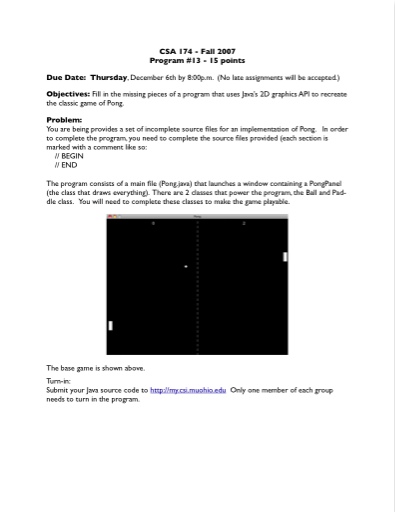 CSA 174 - Fall 2007
Program #13 - 15 points
Due Date: Thursday, December 6th by 8:00p.m. (No late assignments will be accepted.)
Objectives: Fill in the missing pieces of a program that uses Java's 2D graphics API to recreate
the classic game of Pong.
Problem:
You are being provided a set of incomplete source files for an implementation of Pong. In order
to complete the program, you need to complete the source files provided (each section is
marked with a comment like so:
// BEGIN
// END
The program consists of a main file (Pong.java) that launches a window containing a PongPanel
(the class that draws everything). There are 2 classes that power the program, the Ball and Pad-
dle class. You will need to complete these classes to make the game playable.
The base game is shown above.
Turn-in:
Submit your Java source code to http://my.csi.muohio.edu Only one member of each group
needs to turn in the program.